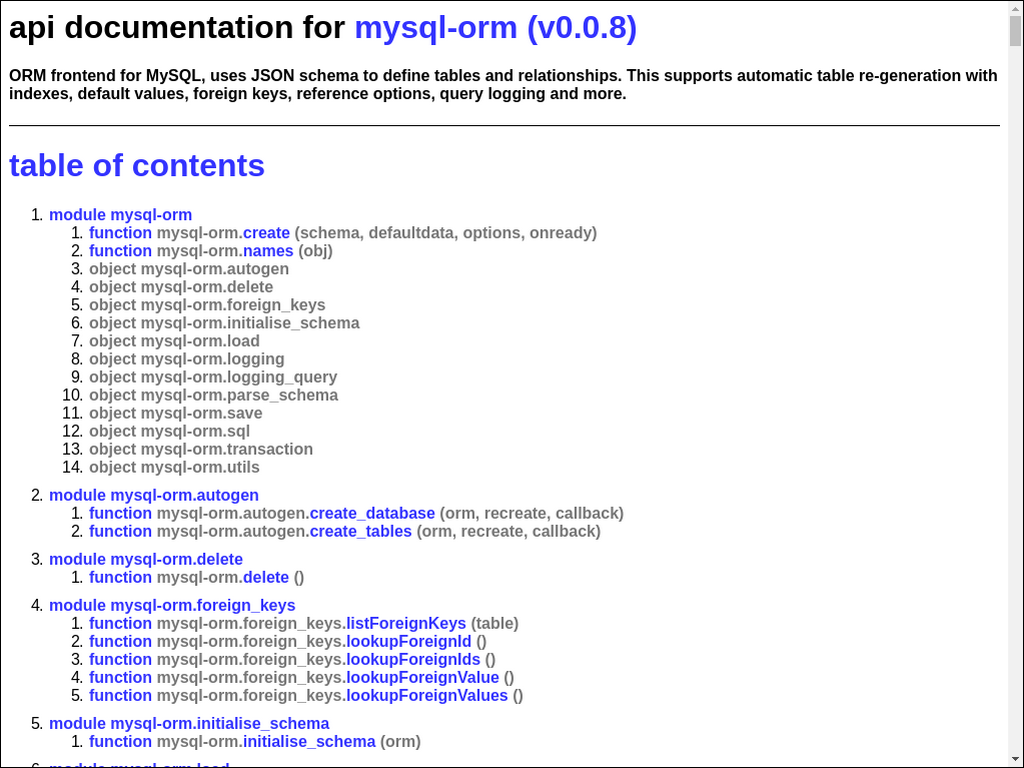 api documentation for mysql-orm (v0.0.8)
ORM frontend for MySQL, uses JSON schema to define tables and relationships. This supports automatic table re-generation with
indexes, default values, foreign keys, reference options, query logging and more.
table of contents
1. module mysql-orm
1. function mysql-orm.create (schema, defaultdata, options, onready)
2. function mysql-orm.names (obj)
3. object mysql-orm.autogen
4. object mysql-orm.delete
5. object mysql-orm.foreign_keys
6. object mysql-orm.initialise_schema
7. object mysql-orm.load
8. object mysql-orm.logging
9. object mysql-orm.logging_query
10. object mysql-orm.parse_schema
11. object mysql-orm.save
12. object mysql-orm.sql
13. object mysql-orm.transaction
14. object mysql-orm.utils
2. module mysql-orm.autogen
1. function mysql-orm.autogen.create_database (orm, recreate, callback)
2. function mysql-orm.autogen.create_tables (orm, recreate, callback)
3. module mysql-orm.delete
1. function mysql-orm.delete ()
4. module mysql-orm.foreign_keys
1. function mysql-orm.foreign_keys.listForeignKeys (table)
2. function mysql-orm.foreign_keys.lookupForeignId ()
3. function mysql-orm.foreign_keys.lookupForeignIds ()
4. function mysql-orm.foreign_keys.lookupForeignValue ()
5. function mysql-orm.foreign_keys.lookupForeignValues ()
5. module mysql-orm.initialise_schema
1. function mysql-orm.initialise_schema (orm)
6. module mysql-orm.load